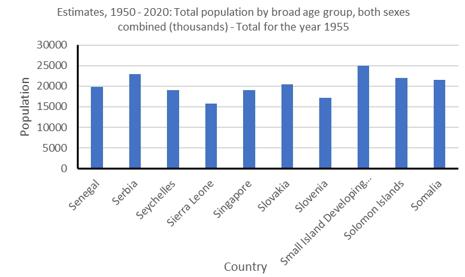 Estimates, 1950 - 2020: Total population by broad age group, both sexes
combined (thousands) - Total for the year 1955
30000
25000
20000
15000
10000
5000
0
Population
Senegal
Serbia
Seychelles
Sierra Leone
Singapore
Slovakia
Slovenia
Small Island Developing...
Solomon Islands
Somalia
Country